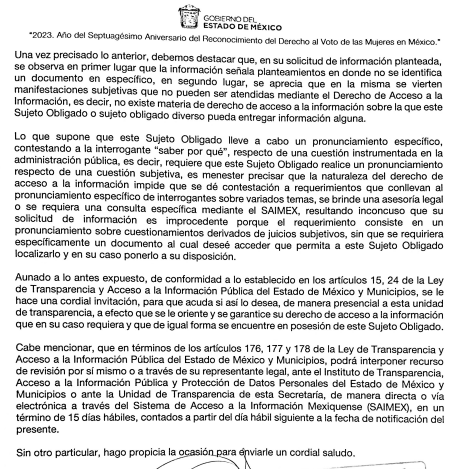 GOBIERNO DEL
ESTADO DE MÉXICO
"2023. Año del Septuagésimo Aniversario del Reconocimiento del Derecho al Voto de las Mujeres en México."
Una vez precisado lo anterior, debemos destacar que, en su solicitud de información planteada,
se observa en primer lugar que la información señala planteamientos en donde no se identifica
un documento en específico, en segundo lugar, se aprecia que en la misma se vierten
manifestaciones subjetivas que no pueden ser atendidas mediante el Derecho de Acceso a la
Información, es decir, no existe materia de derecho de acceso a la información sobre la que este
Sujeto Obligado o sujeto obligado diverso pueda entregar información alguna.
Lo que supone que este Sujeto Obligado lleve a cabo un pronunciamiento específico,
contestando a la interrogante "saber por qué", respecto de una cuestión instrumentada en la
administración pública, es decir, requiere que este Sujeto Obligado realice un pronunciamiento
respecto de una cuestión subjetiva, es menester precisar que la naturaleza del derecho de
acceso a la información impide que se dé contestación a requerimientos que conllevan al
pronunciamiento específico de interrogantes sobre variados temas, se brinde una asesoría legal
o se requiera una consulta específica mediante el SAIMEX, resultando inconcuso que su
solicitud de información es improcedente porque el requerimiento consiste en un
pronunciamiento sobre cuestionamientos derivados de juicios subjetivos, sin que se requiriera
específicamente un documento al cual deseé acceder que permita a este Sujeto Obligado
localizarlo y en su caso ponerlo a su disposición.
Aunado a lo antes expuesto, de conformidad a lo establecido en los artículos 15, 24 de la Ley
de Transparencia y Acceso a la Información Pública del Estado de México y Municipios, se le
hace una cordial invitación, para que acuda si así lo desea, de manera presencial a esta unidad
de transparencia, a efecto que se le oriente y se garantice su derecho de acceso a la información
que en su caso requiera y que de igual forma se encuentre en posesión de este Sujeto Obligado.
Cabe mencionar, que en términos de los artículos 176, 177 y 178 de la Ley de Transparencia y
Acceso a la Información Pública del Estado de México y Municipios, podrá interponer recurso
de revisión por sí mismo o a través de su representante legal, ante el Instituto de Transparencia,
Acceso a la Información Pública y Protección de Datos Personales del Estado de México y
Municipios o ante la Unidad de Transparencia de esta Secretaría, de manera directa o vía
electrónica a través del Sistema de Acceso a la Información Mexiquense (SAIMEX), en un
término de 15 días hábiles, contados a partir del día hábil siguiente a la fecha de notificación del
presente.
Sin otro particular, hago propicia la ocasión para enviarle un cordial saludo.